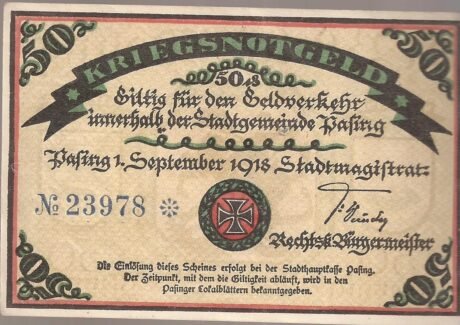 50 50
KRIEGSNOTGELD
50 ₰
Giltig für den Geldverkehr
innerhalb der Stadtgemeinde Pasing
Pasing 1. September 1918 Stadtmagistrat:
№ 23978 *
Rechtsk. Bürgermeister
Die Einlösung dieses Scheines erfolgt bei der Stadthauptkasse Pasing.
Der Zeitpunkt, mit dem die Giltigkeit abläuft, wird in den
Pasinger Lokalblättern bekanntgegeben.
50 50